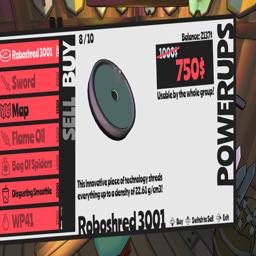 Roboshred 3001
Sword
Map
Flame Oil
Bag Of Spiders
Disgusting Smoothie
WP41
SELL
BUY
8/10
Balance: 2237$
1000$
750$
Usable by the whole group!
This innovative piece of technology shreds
everything up to a density of 22.61 g/cm3!
Roboshred 3001
Buy
Switch to Sell
Exit
POWERUPS